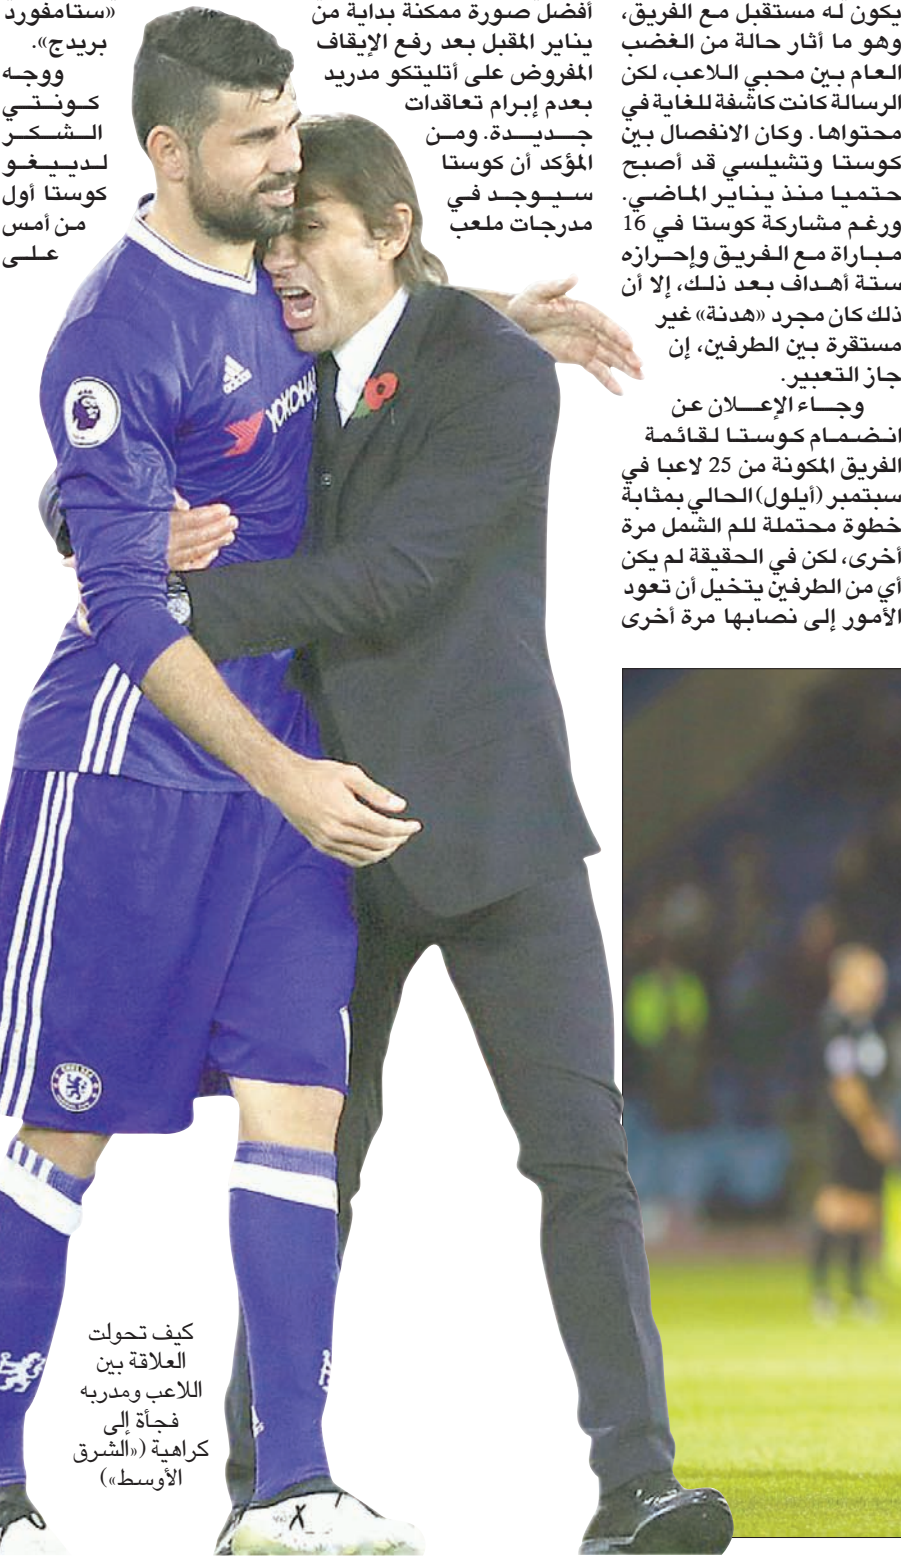 يكون له مستقبل مع الفريق،
وهو ما أثار حالة من الغضب
العام بين محبي اللاعب، لكن
الرسالة كانت كاشفة للغاية في
محتواها. وكان الانفصال بين
كوستا وتشيلسي قد أصبح
حتميا منذ يناير الماضي.
ورغم مشاركة كوستا في 16
مباراة مع الفريق وإحرازه
ستة أهداف بعد ذلك، إلا أن
ذلك كان مجرد «هدنة» غير
مستقرة بين الطرفين، إن
جاز التعبير.
وجاء الإعلان عن
انضمام كوستا لقائمة
الفريق المكونة من 25 لاعبا في
سبتمبر (أيلول) الحالي بمثابة
خطوة محتملة للم الشمل مرة
أخرى، لكن في الحقيقة لم يكن
أي من الطرفين يتخيل أن تعود
الأمور إلى نصابها مرة أخرى
أفضل صورة ممكنة بداية من
يناير المقبل بعد رفع الإيقاف
المفروض على أتليتكو مدريد
بعدم إبرام تعاقدات
جديدة. ومن
المؤكد أن كوستا
سيوجد في
مدرجات ملعب
«ستامفورد
بريدج».
ووجه
كونتي
الشكر
لدييغو
كوستا أول
من أمس
على
adidas
YOKOHA
CHELSEA
كيف تحولت
العلاقة بين
اللاعب ومدربه
فجأة إلى
كراهية («الشرق
الأوسط»)